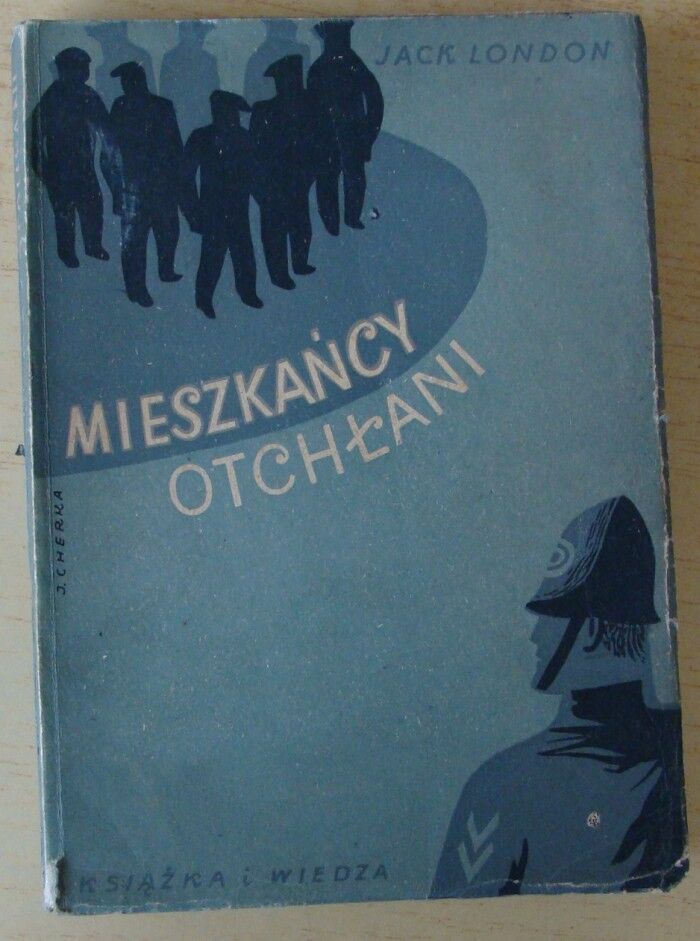 JACK LONDON
MIESZKAŃCY
OTCHŁANI
J. CHERKA
KSIĄŻKA i WIEDZA